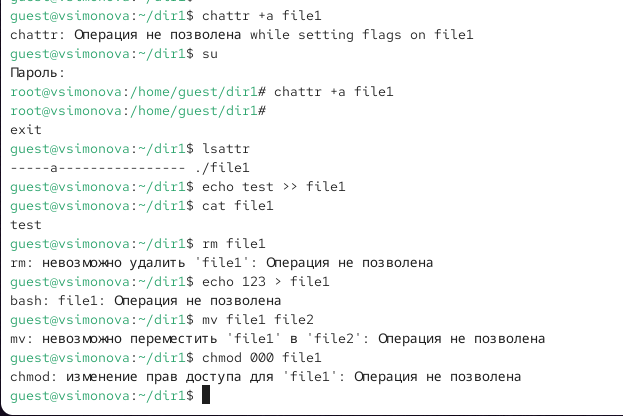 guest@vsimonova:~/dir1$ chattr +a file1
chattr: Операция не позволена while setting flags on file1
guest@vsimonova:~/dir1$ su
Пароль:
root@vsimonova:/home/guest/dir1# chattr +a file1
root@vsimonova:/home/guest/dir1#
exit
guest@vsimonova:~/dir1$ lsattr
-----a---------------- ./file1
guest@vsimonova:~/dir1$ echo test >> file1
guest@vsimonova:~/dir1$ cat file1
test
guest@vsimonova:~/dir1$ rm file1
rm: невозможно удалить 'file1': Операция не позволена
guest@vsimonova:~/dir1$ echo 123 > file1
bash: file1: Операция не позволена
guest@vsimonova:~/dir1$ mv file1 file2
mv: невозможно переместить 'file1' в 'file2': Операция не позволена
guest@vsimonova:~/dir1$ chmod 000 file1
chmod: изменение прав доступа для 'file1': Операция не позволена
guest@vsimonova:~/dir1$